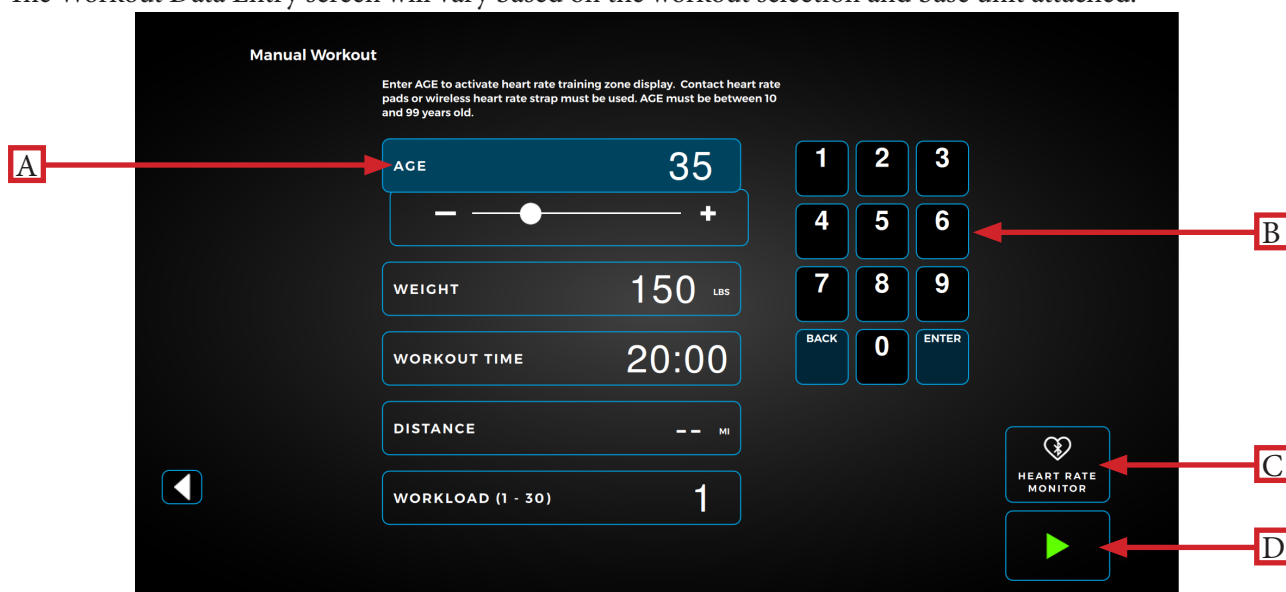 The Workout Data Entry screen will vary based on the workout selection and base unit attached.
Manual Workout
Enter AGE to activate heart rate training zone display. Contact heart rate
pads or wireless heart rate strap must be used. AGE must be between 10
and 99 years old.
A
AGE 35
1 2 3
4 5 6
B
WEIGHT 150 LBS
7 8 9
WORKOUT TIME 20:00
BACK 0 ENTER
DISTANCE -- MI
HEART RATE
MONITOR
C
WORKLOAD (1 - 30) 1
D